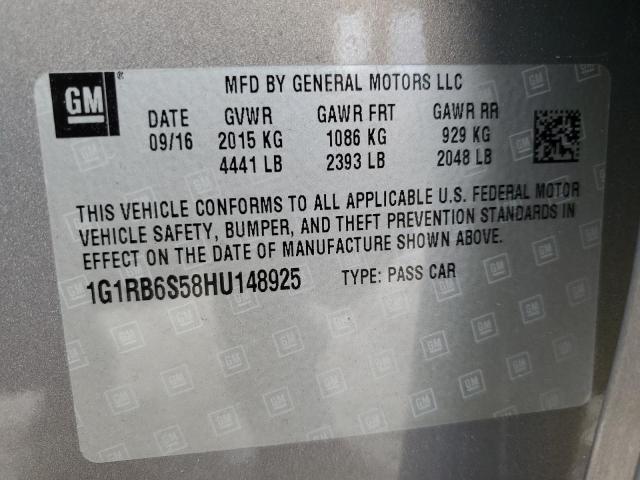 GM ®
MFD BY GENERAL MOTORS LLC
DATE GVWR GAWR FRT GAWR RR
09/16 2015 KG 1086 KG 929 KG
4441 LB 2393 LB 2048 LB
THIS VEHICLE CONFORMS TO ALL APPLICABLE U.S. FEDERAL MOTOR
VEHICLE SAFETY, BUMPER, AND THEFT PREVENTION STANDARDS IN
EFFECT ON THE DATE OF MANUFACTURE SHOWN ABOVE.
1G1RB6S58HU148925 TYPE: PASS CAR